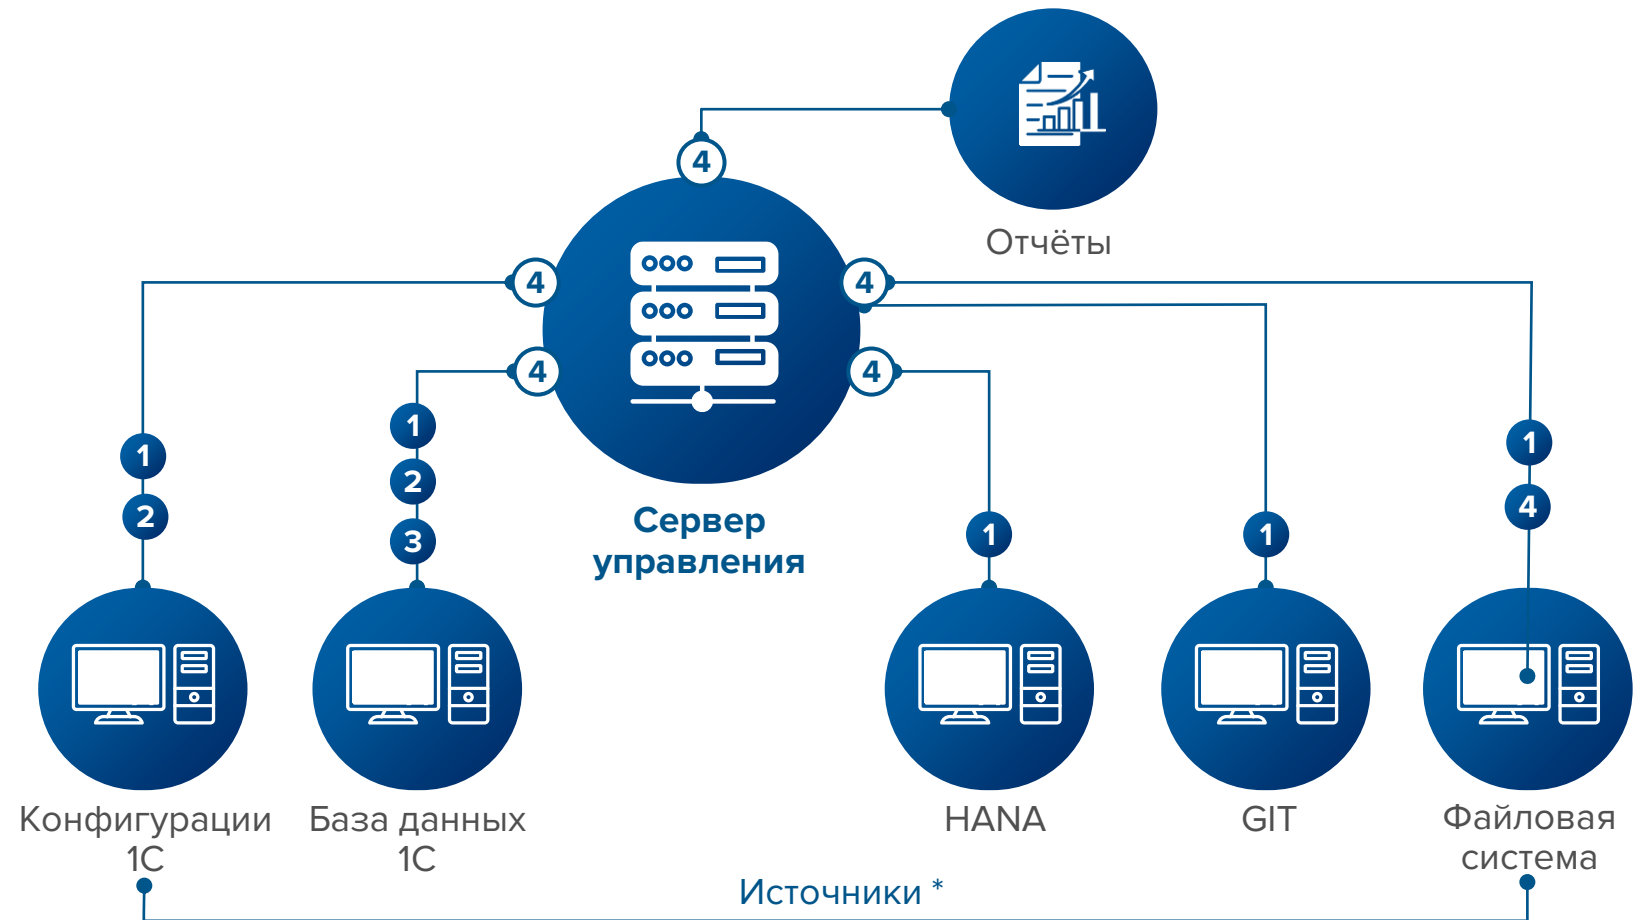 4
Отчёты
4
4
4
4
1
2
1
2
3
Сервер
управления
1
1
1
4
Конфигурации
1С
База данных
1С
HANA
GIT
Файловая
система
Источники *